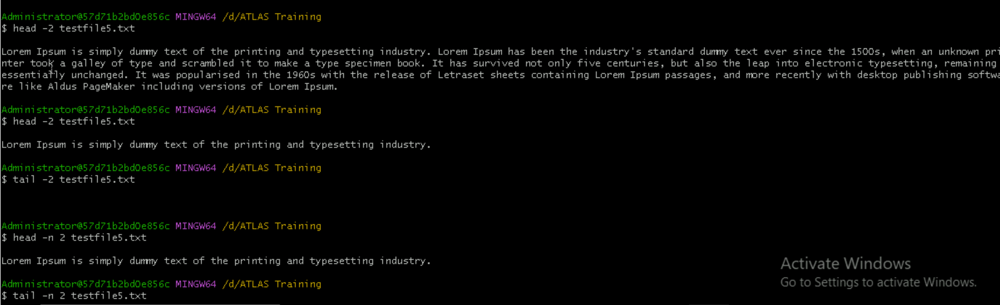 Administrator@57d71b2bd0e856c MINGW64 /d/ATLAS Training
$ head -2 testfile5.txt
Lorem Ipsum is simply dummy text of the printing and typesetting industry. Lorem Ipsum has been the industry's standard dummy text ever since the 1500s, when an unknown pri
nter took a galley of type and scrambled it to make a type specimen book. It has survived not only five centuries, but also the leap into electronic typesetting, remaining
essentially unchanged. It was popularised in the 1960s with the release of Letraset sheets containing Lorem Ipsum passages, and more recently with desktop publishing softwa
re like Aldus PageMaker including versions of Lorem Ipsum.
Administrator@57d71b2bd0e856c MINGW64 /d/ATLAS Training
$ head -2 testfile5.txt
Lorem Ipsum is simply dummy text of the printing and typesetting industry.
Administrator@57d71b2bd0e856c MINGW64 /d/ATLAS Training
$ tail -2 testfile5.txt
Administrator@57d71b2bd0e856c MINGW64 /d/ATLAS Training
$ head -n 2 testfile5.txt
Lorem Ipsum is simply dummy text of the printing and typesetting industry.
Administrator@57d71b2bd0e856c MINGW64 /d/ATLAS Training
$ tail -n 2 testfile5.txt
Activate Windows
Go to Settings to activate Windows.